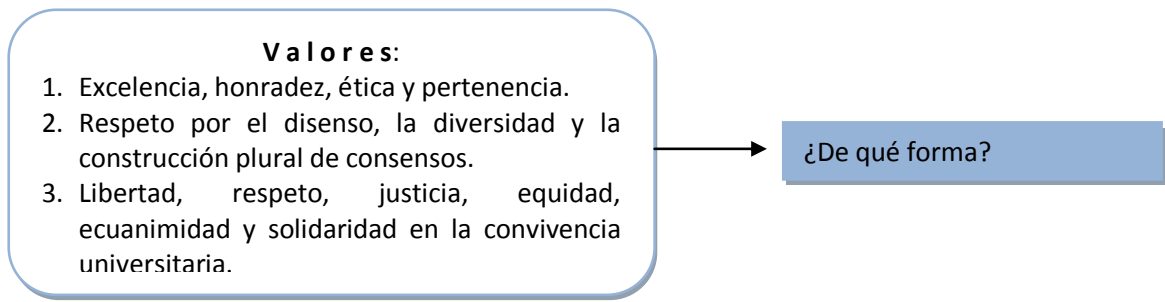 Valores:
1. Excelencia, honradez, ética y pertenencia.
2. Respeto por el disenso, la diversidad y la
construcción plural de consensos.
3. Libertad, respeto, justicia, equidad,
ecuanimidad y solidaridad en la convivencia
universitaria.
¿De qué forma?